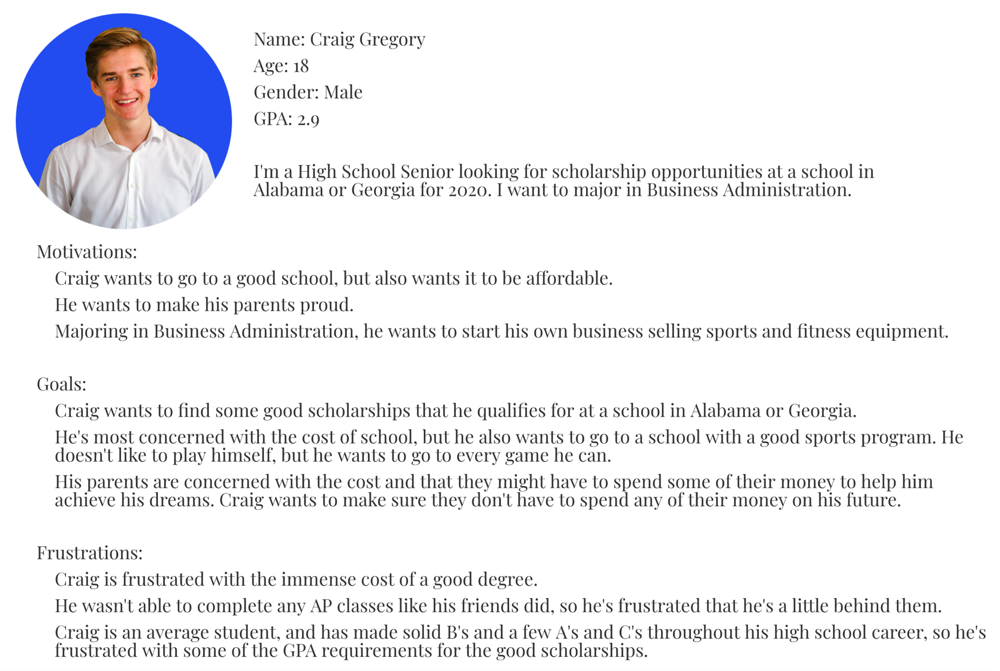 Name: Craig Gregory
Age: 18
Gender: Male
GPA: 2.9
I'm a High School Senior looking for scholarship opportunities at a school in
Alabama or Georgia for 2020. I want to major in Business Administration.
Motivations:
Craig wants to go to a good school, but also wants it to be affordable.
He wants to make his parents proud.
Majoring in Business Administration, he wants to start his own business selling sports and fitness equipment.
Goals:
Craig wants to find some good scholarships that he qualifies for at a school in Alabama or Georgia.
He's most concerned with the cost of school, but he also wants to go to a school with a good sports program. He
doesn't like to play himself, but he wants to go to every game he can.
His parents are concerned with the cost and that they might have to spend some of their money to help him
achieve his dreams. Craig wants to make sure they don't have to spend any of their money on his future.
Frustrations:
Craig is frustrated with the immense cost of a good degree.
He wasn't able to complete any AP classes like his friends did, so he's frustrated that he's a little behind them.
Craig is an average student, and has made solid B's and a few A's and C's throughout his high school career, so he's
frustrated with some of the GPA requirements for the good scholarships.